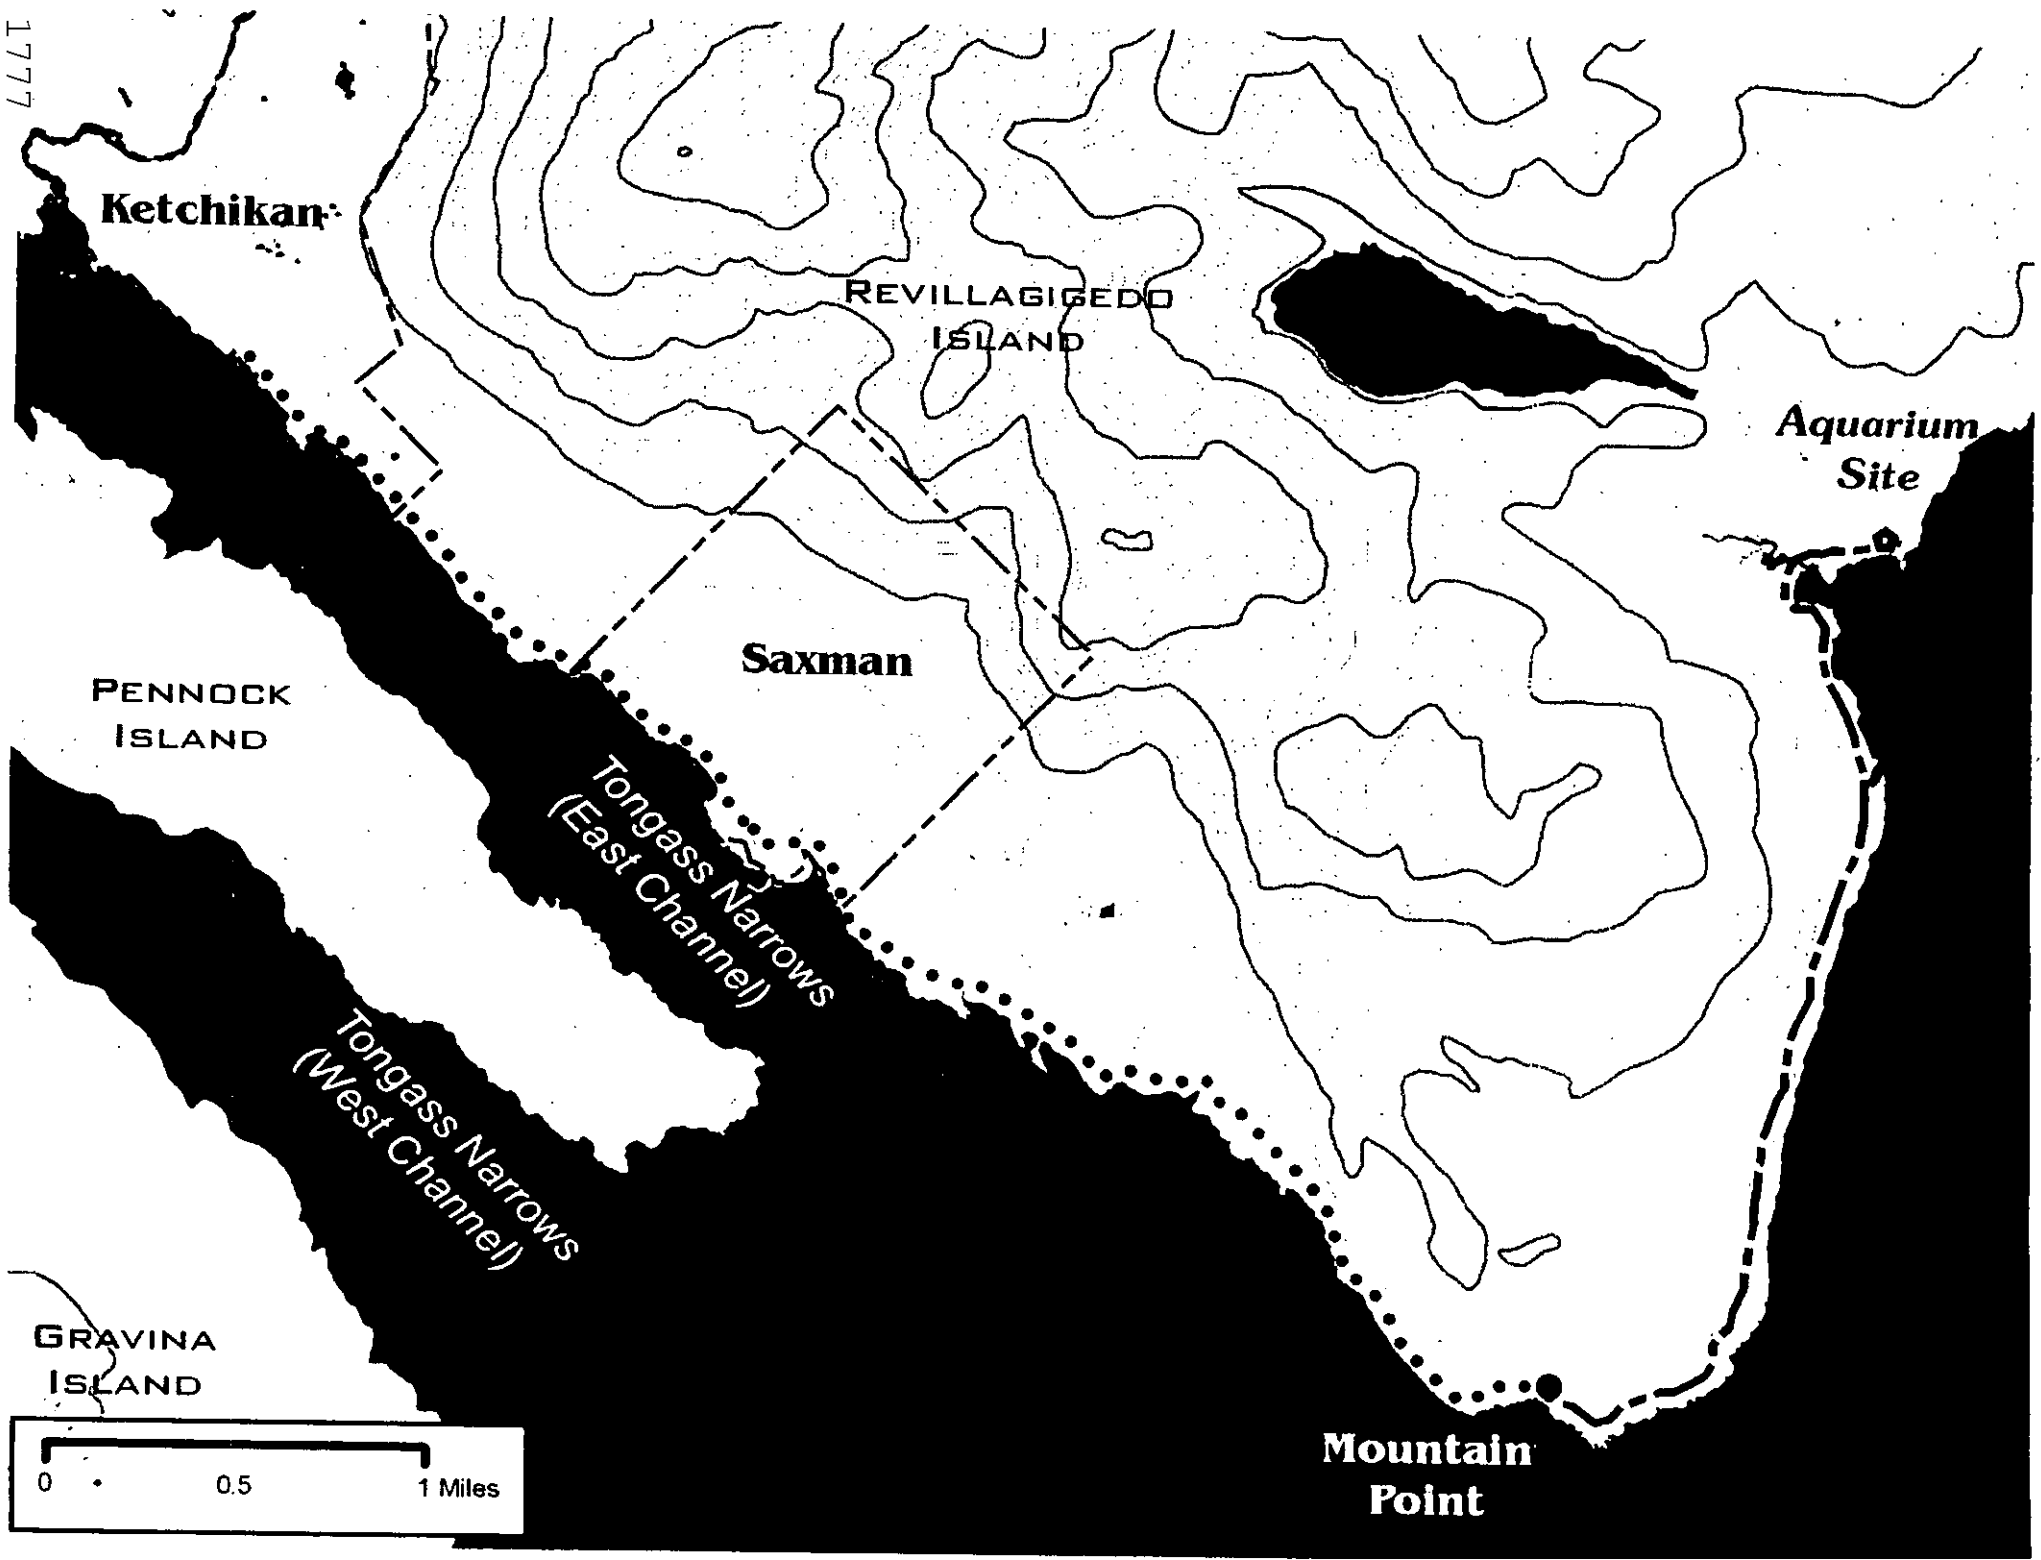 1777
Ketchikan
REVILLAGIGEDO
ISLAND
Aquarium
Site
Saxman
PENNOCK
ISLAND
Tongass Narrows
(East Channel)
Tongass Narrows
(West Channel)
GRAVINA
ISLAND
0 0.5 1 Miles
Mountain
Point